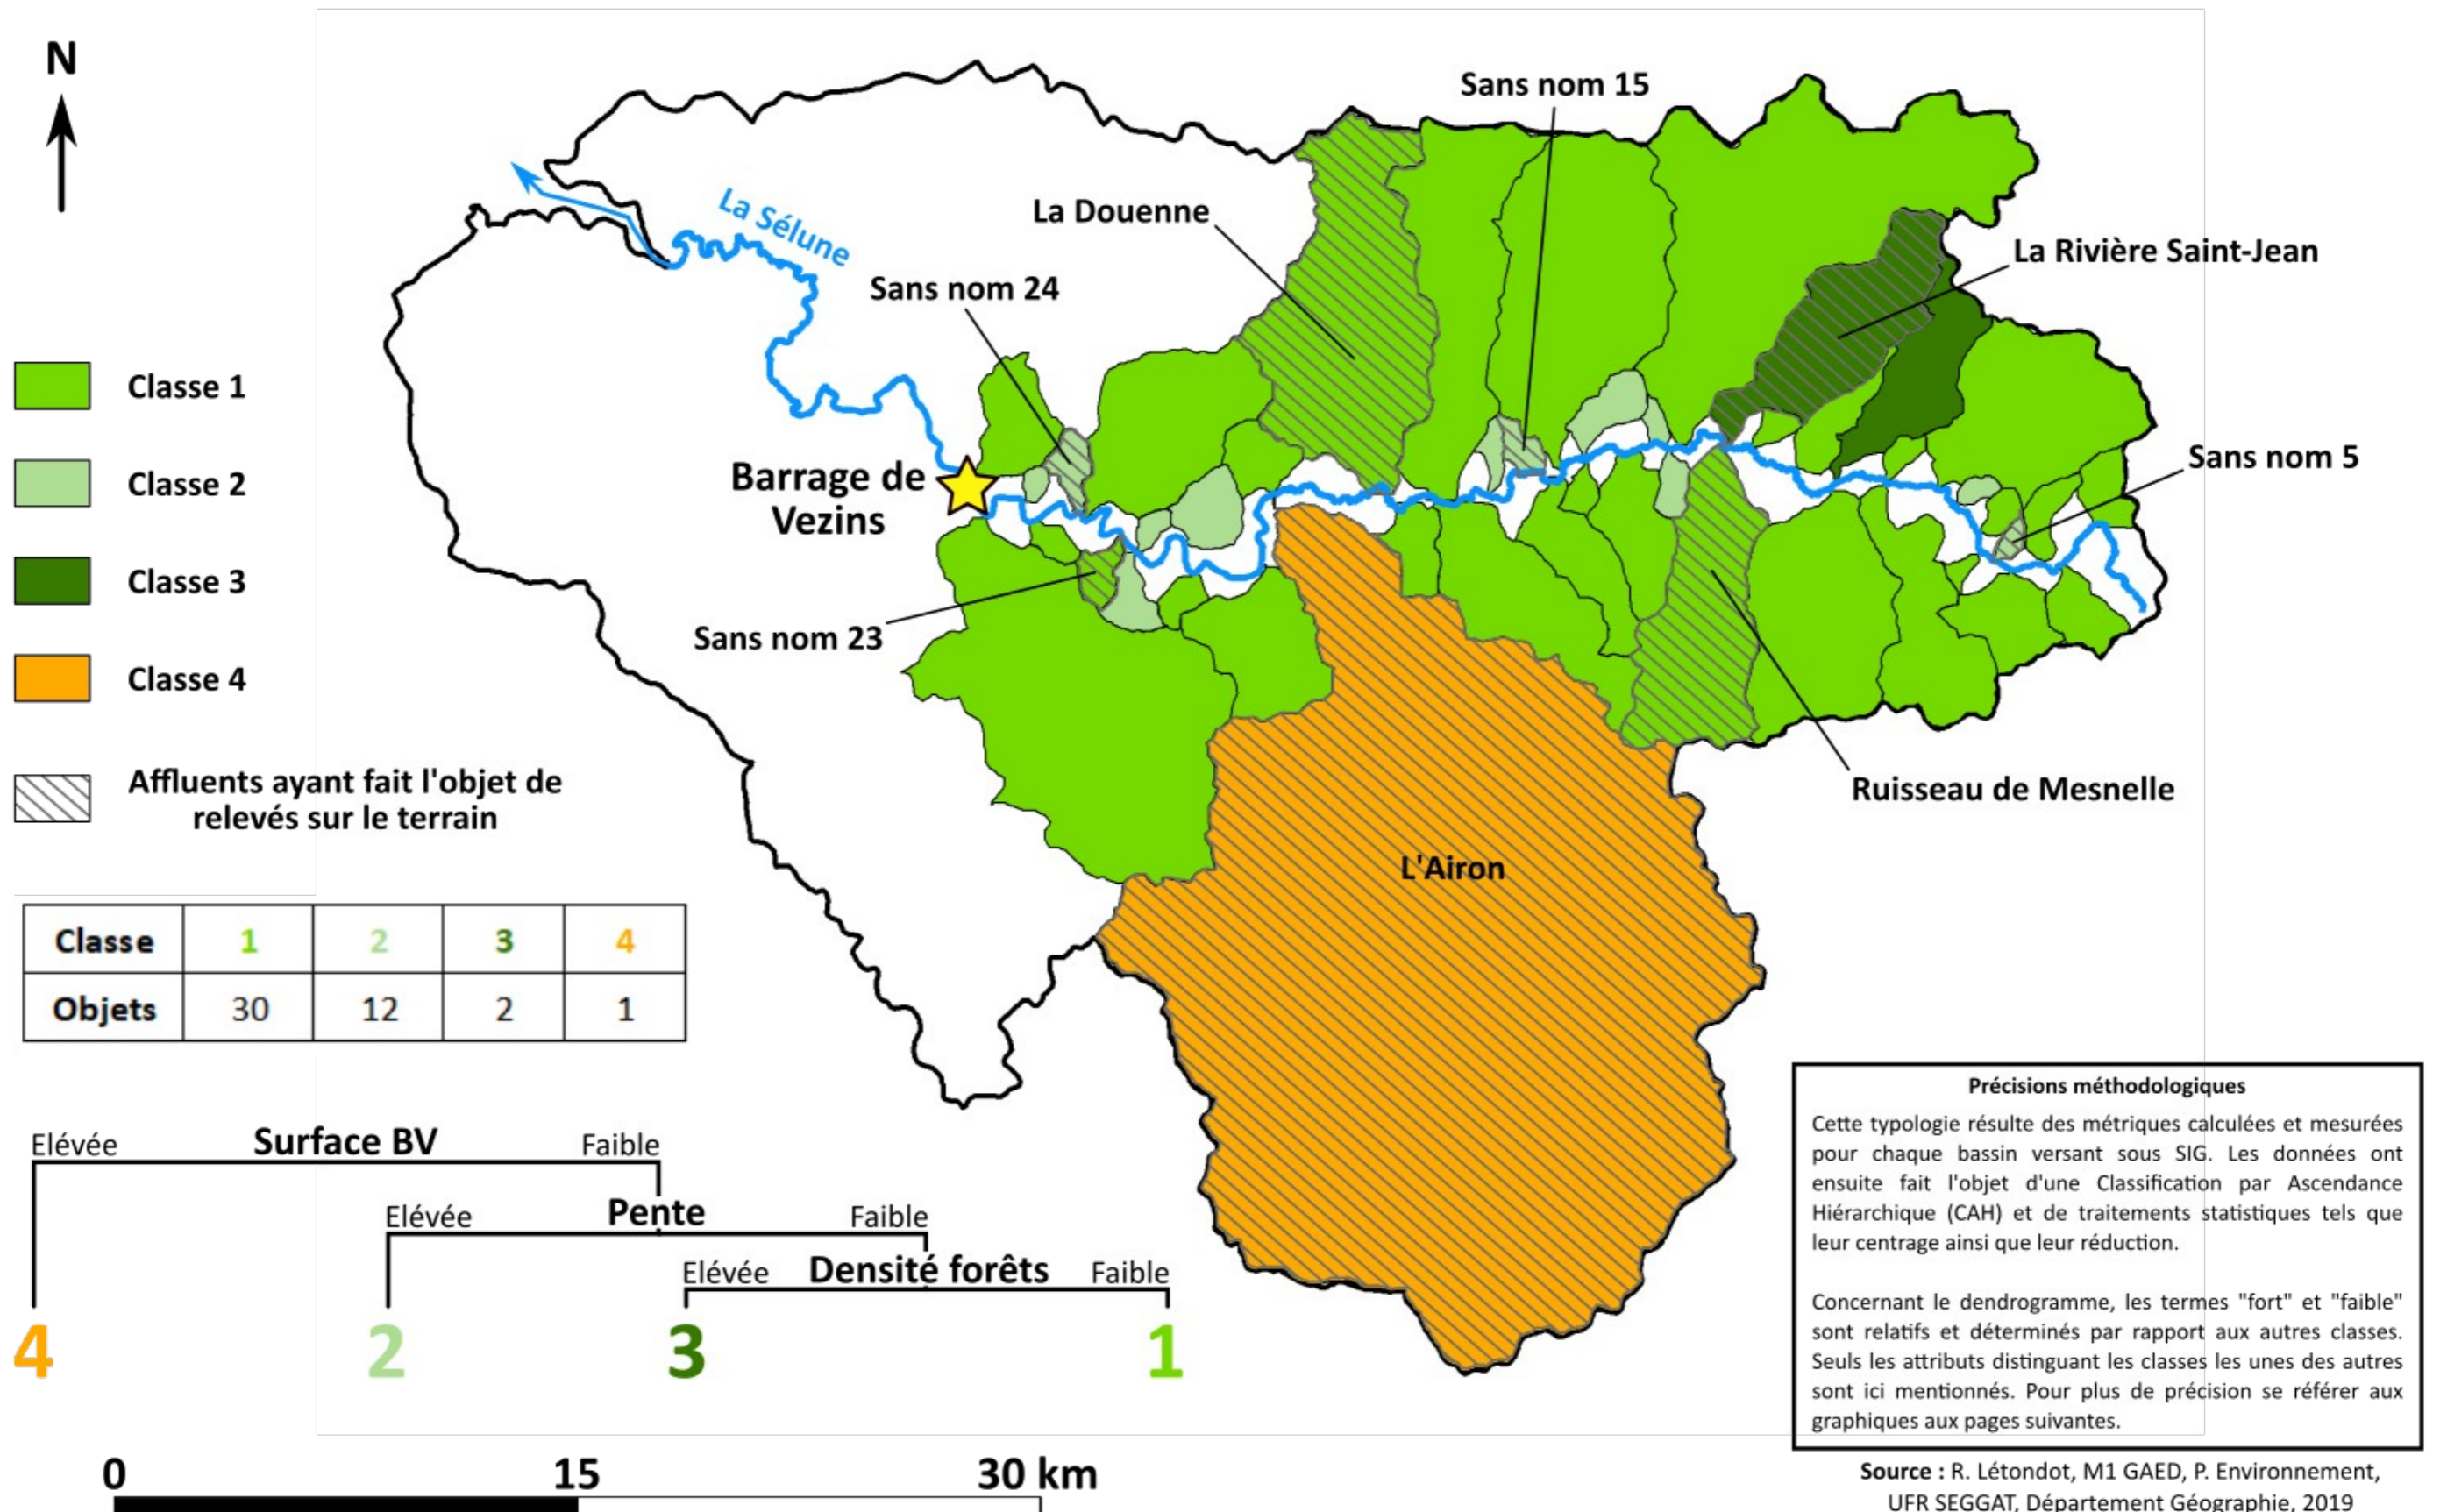 N
Sans nom 15
La Douenne
La Sélune
La Rivière Saint-Jean
Sans nom 24
Classe 1
Classe 2
Classe 3
Classe 4
Affluents ayant fait l'objet de
relevés sur le terrain
Barrage de
Vezins
Sans nom 5
Sans nom 23
Ruisseau de Mesnelle
L'Airon
Classe 1 2 3 4
Objets 30 12 2 1
Elévée Surface BV Faible
Elévée Pente Faible
Elévée Densité forêts Faible
4 2 3 1
0 15 30 km
Précisions méthodologiques
Cette typologie résulte des métriques calculées et mesurées
pour chaque bassin versant sous SIG. Les données ont
ensuite fait l'objet d'une Classification par Ascendance
Hiérarchique (CAH) et de traitements statistiques tels que
leur centrage ainsi que leur réduction.
Concernant le dendrogramme, les termes "fort" et "faible"
sont relatifs et déterminés par rapport aux autres classes.
Seuls les attributs distinguant les classes les unes des autres
sont ici mentionnés. Pour plus de précision se référer aux
graphiques aux pages suivantes.
Source : R. Létondot, M1 GAED, P. Environnement,
UFR SEGGAT, Département Géographie, 2019